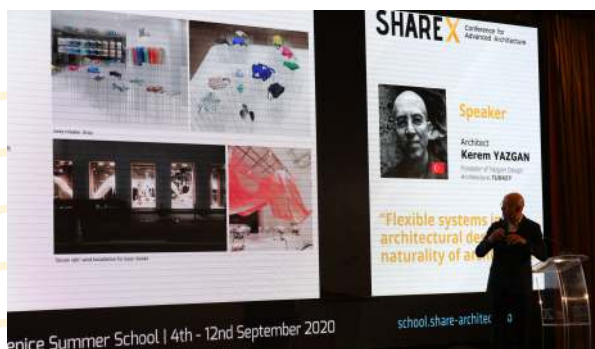 SHARE X
Conference for
Advanced Architecture
Speaker
Architect
Kerem YAZGAN
Founder of Yazgan Design
Architecture, TURKEY
"Flexible systems in
architectural des
naturality of ar
enice Summer School | 4th - 12nd September 2020
school.share-architec